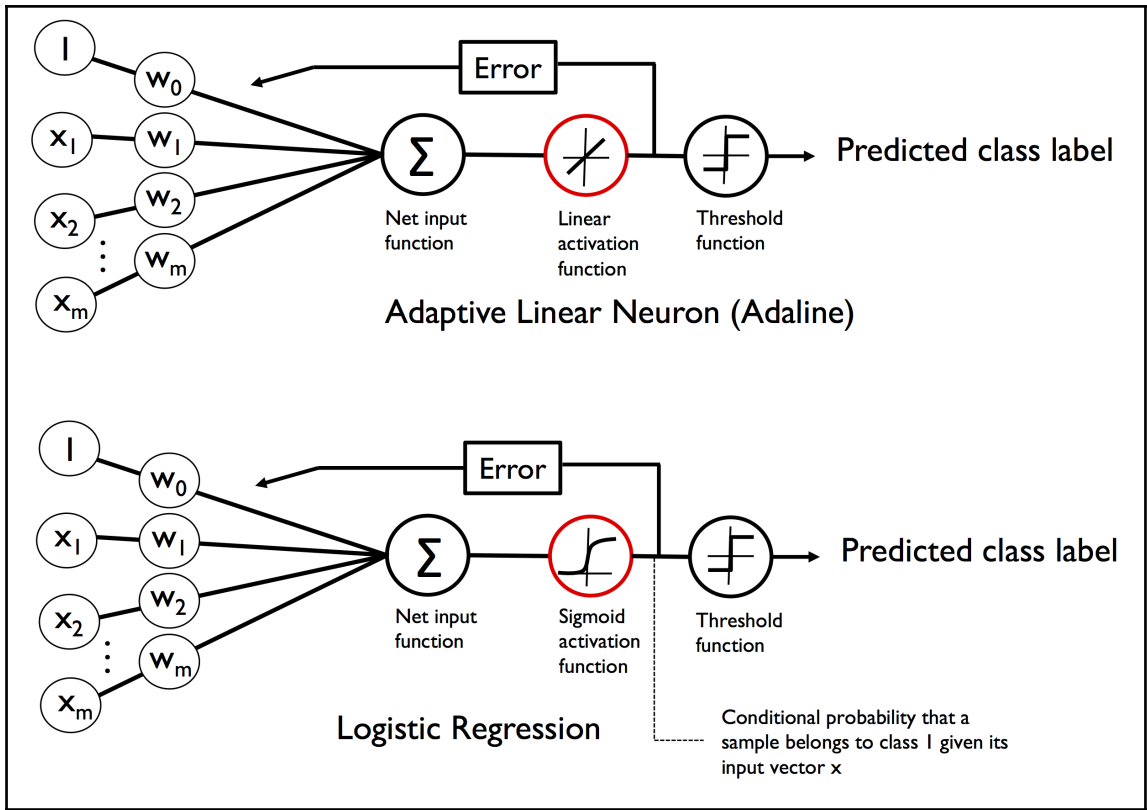 1
w0
x1
w1
x2
w2
⋮
wm
xm
Error
Σ
Net input
function
Linear
activation
function
Threshold
function
Predicted class label
Adaptive Linear Neuron (Adaline)
1
w0
x1
w1
x2
w2
⋮
wm
xm
Error
Σ
Net input
function
Sigmoid
activation
function
Threshold
function
Predicted class label
Logistic Regression
Conditional probability that a
sample belongs to class 1 given its
input vector x